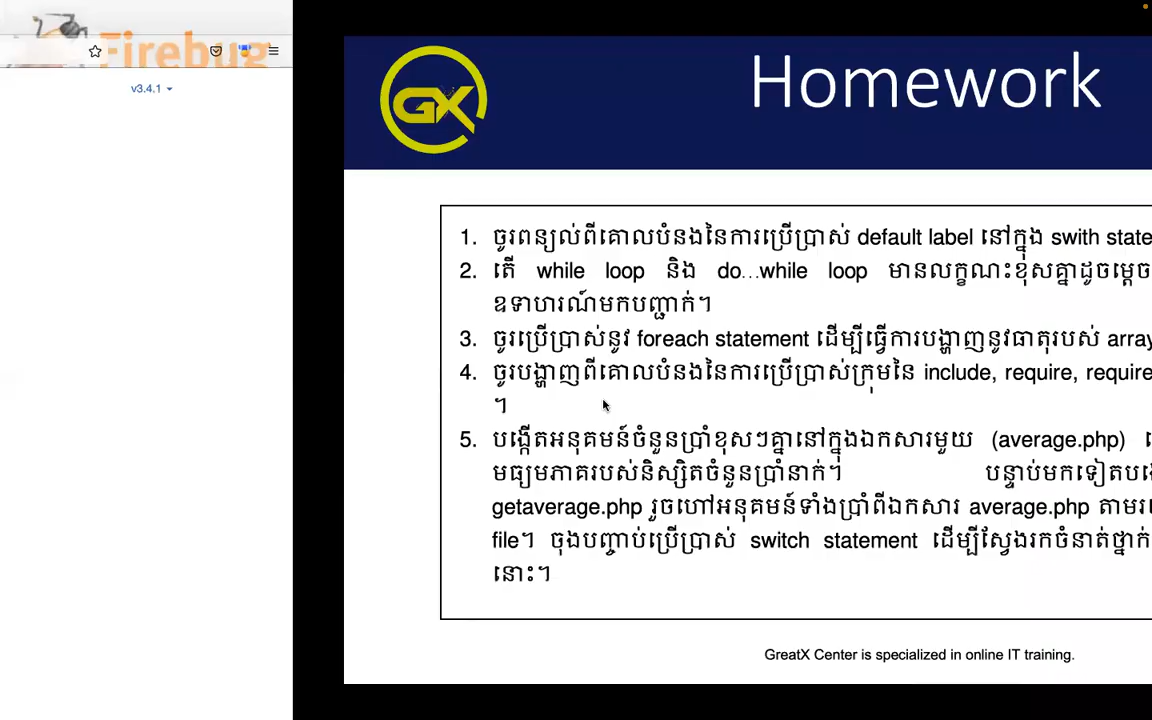 Firebug
v3.4.1
GX
Homework
1. ចូរពន្យល់ពីគោលបំនងនៃការប្រើប្រាស់ default label នៅក្នុង swith state
2. តើ while loop និង do...while loop មានលក្ខណះខុសគ្នាដូចម្តេច
ឧទាហរណ៍មកបញ្ជាក់។
3. ចូរប្រើប្រាស់នូវ foreach statement ដើម្បីធ្វើការបង្ហាញនូវធាតុរបស់ array
4. ចូរបង្ហាញពីគោលបំនងនៃការប្រើប្រាស់ក្រុមនៃ include, require, require
។
5. បង្កើតអនុគមន៍ចំនួនប្រាំខុសៗគ្នានៅក្នុងឯកសារមួយ (average.php)
មធ្យមភាគរបស់និស្សិតចំនួនប្រាំនាក់។ បន្ទាប់មកទៀតបង
getaverage.php រួចហៅអនុគមន៍ទាំងប្រាំពីឯកសារ average.php តាម
file។ ចុងបញ្ចាប់ប្រើប្រាស់ switch statement ដើម្បីស្វែងរកចំនាត់ថ្នាក់
នោះ។
GreatX Center is specialized in online IT training.